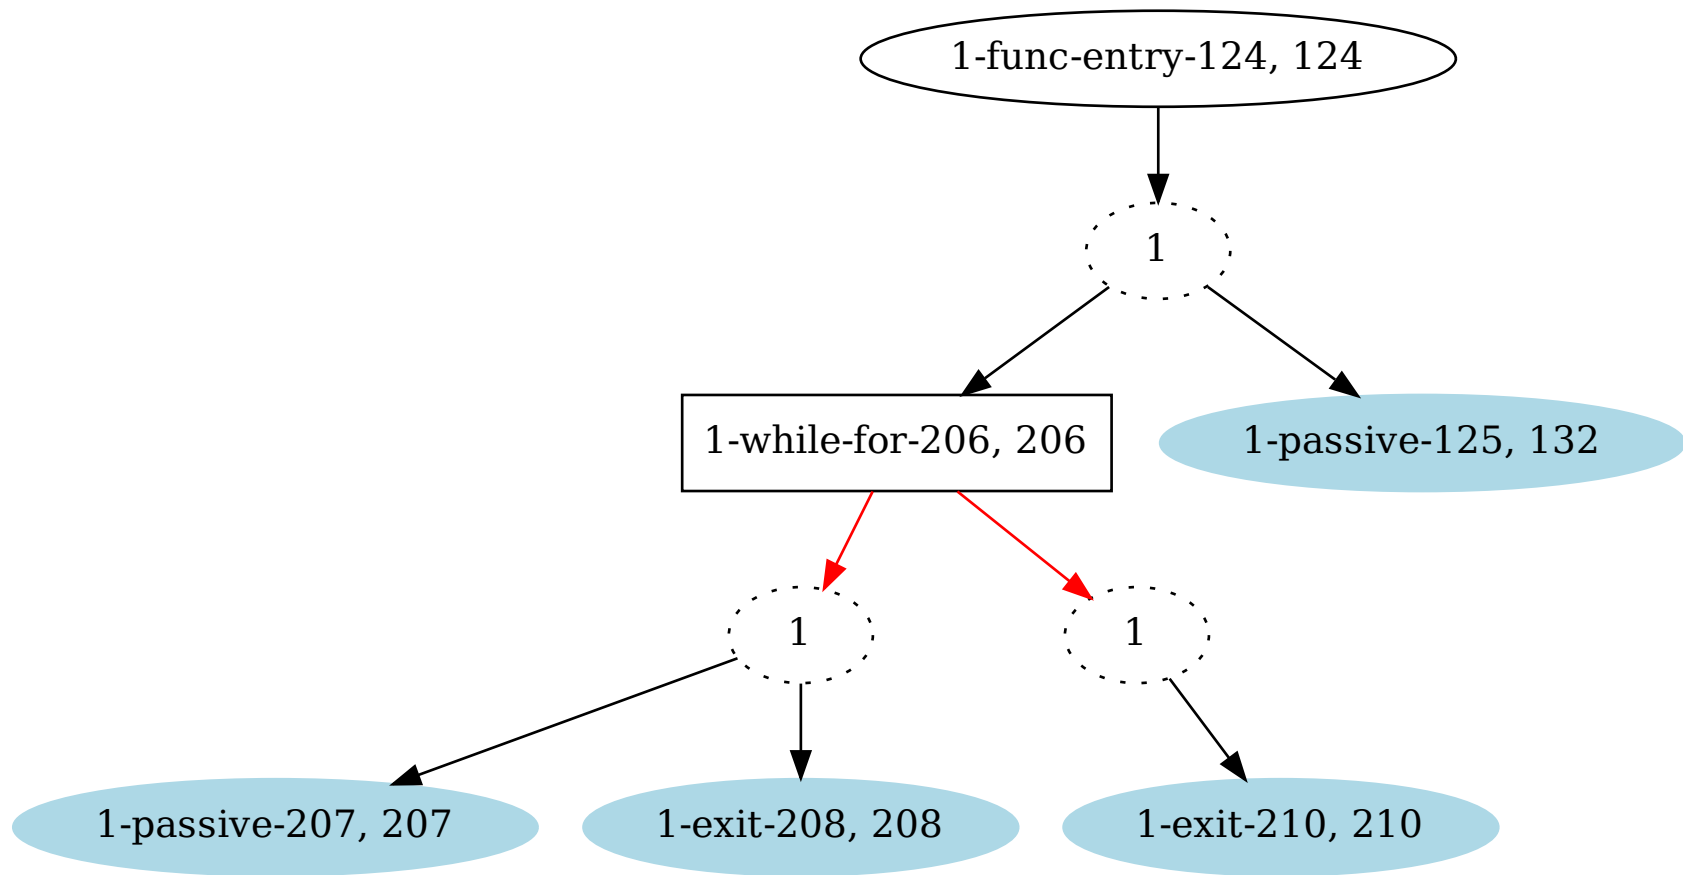 1-func-entry-124, 124
1
1-while-for-206, 206
1-passive-125, 132
1
1
1-passive-207, 207
1-exit-208, 208
1-exit-210, 210